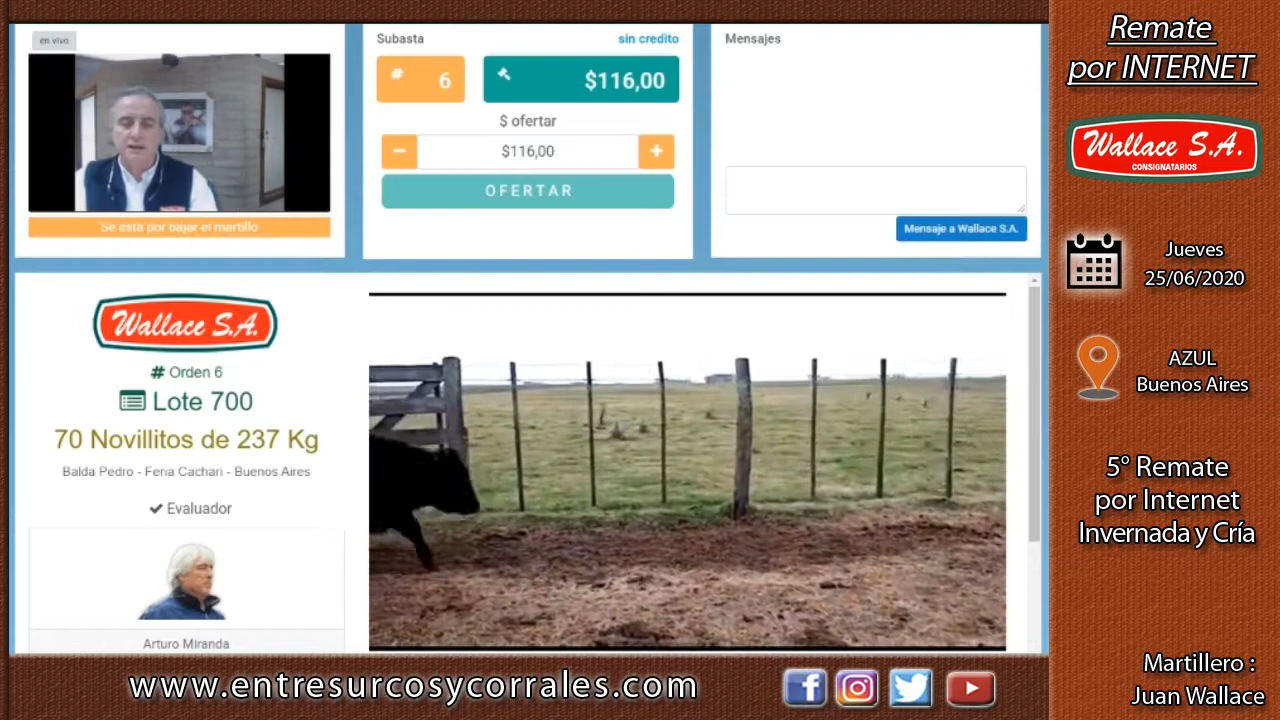 en vivo
Se esta por bajar el martillo
Subasta
sin credito
# 6
$116,00
$ ofertar
− $116,00 +
OFERTAR
Mensajes
Mensaje a Wallace S.A.
Wallace S.A.
# Orden 6
Lote 700
70 Novillitos de 237 Kg
Balda Pedro - Feria Cachari - Buenos Aires
Evaluador
Arturo Miranda
www.entresurcosycorrales.com
Remate
por INTERNET
Wallace S.A.
CONSIGNATARIOS
Jueves
25/06/2020
AZUL
Buenos Aires
5° Remate
por Internet
Invernada y Cría
Martillero :
Juan Wallace